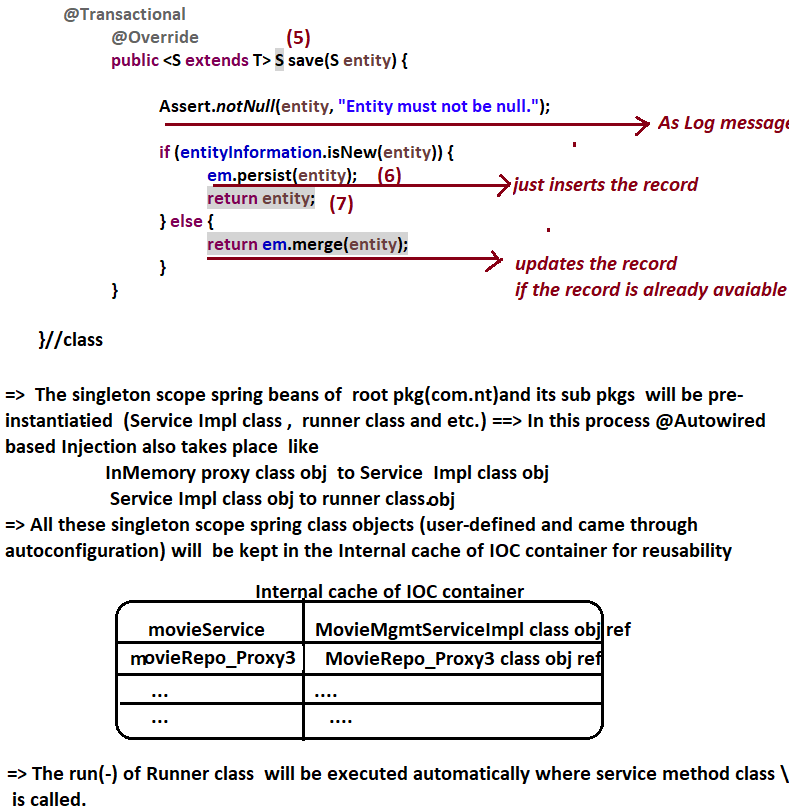 @Transactional
@Override (5)
public <S extends T> S save(S entity) {
Assert.notNull(entity, "Entity must not be null.");
As Log message
if (entityInformation.isNew(entity)) {
em.persist(entity); (6)
just inserts the record
return entity; (7)
} else {
return em.merge(entity);
updates the record
}
if the record is already avaiable
}
}//class
=> The singleton scope spring beans of root pkg(com.nt)and its sub pkgs will be pre-
instantiatied (Service Impl class , runner class and etc.) ==> In this process @Autowired
based Injection also takes place like
InMemory proxy class obj to Service Impl class obj
Service Impl class obj to runner class.obj
=> All these singleton scope spring class objects (user-defined and came through
autoconfiguration) will be kept in the Internal cache of IOC container for reusability
Internal cache of IOC container
movieService MovieMgmtServiceImpl class obj ref
movieRepo_Proxy3 MovieRepo_Proxy3 class obj ref
... ....
... ....
=> The run(-) of Runner class will be executed automatically where service method class \
is called.